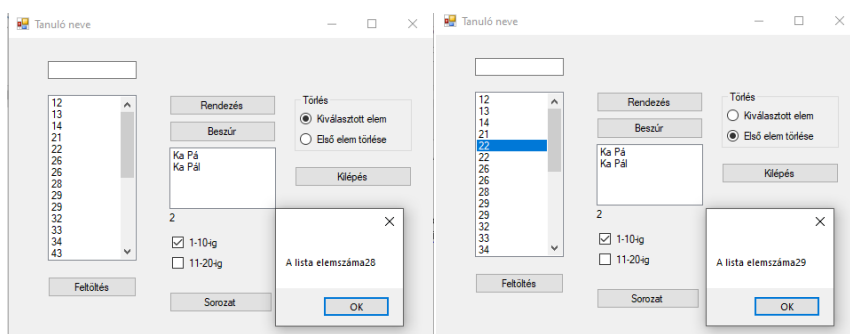 Tanuló neve
12
13
14
21
22
26
26
28
29
29
32
33
34
43
Feltöltés
Rendezés
Beszúr
Ka Pá
Ka Pál
2
1-10-ig
11-20-ig
Sorozat
Törlés
Kiválasztott elem
Első elem törlése
Kilépés
A lista elemszáma28
OK
Tanuló neve
12
13
14
21
22
22
26
26
28
29
29
32
33
34
Feltöltés
Rendezés
Beszúr
Ka Pá
Ka Pál
2
1-10-ig
11-20-ig
Sorozat
Törlés
Kiválasztott elem
Első elem törlése
Kilépés
A lista elemszáma29
OK